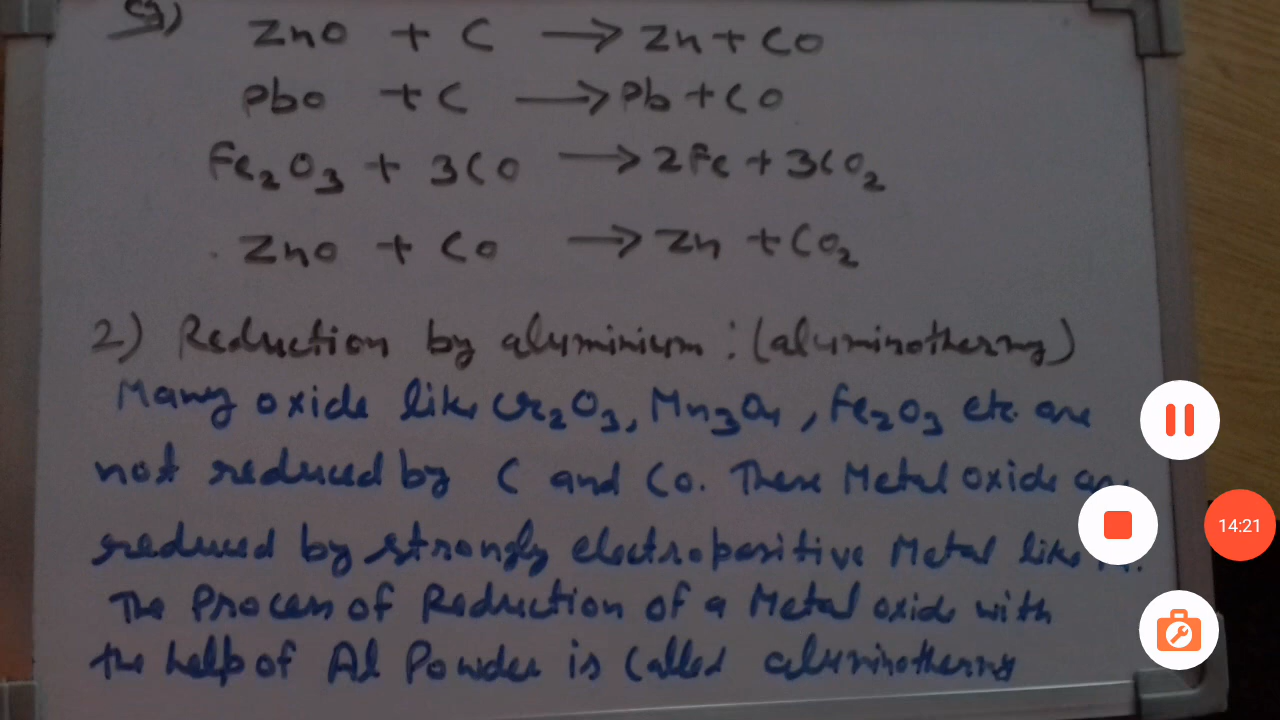 eg)
ZnO + C → Zn + CO
PbO + C → Pb + CO
Fe₂O₃ + 3CO → 2Fe + 3CO₂
ZnO + CO → Zn + CO₂
2) Reduction by aluminium : (aluminothermy)
Many oxide like Cr₂O₃, Mn₃O₄, Fe₂O₃ etc. are
not reduced by C and CO. These Metal oxide are
reduced by strongly electropositive Metal like
14:21
The Process of Reduction of a Metal oxide with
the help of Al Powder is called aluminothermy